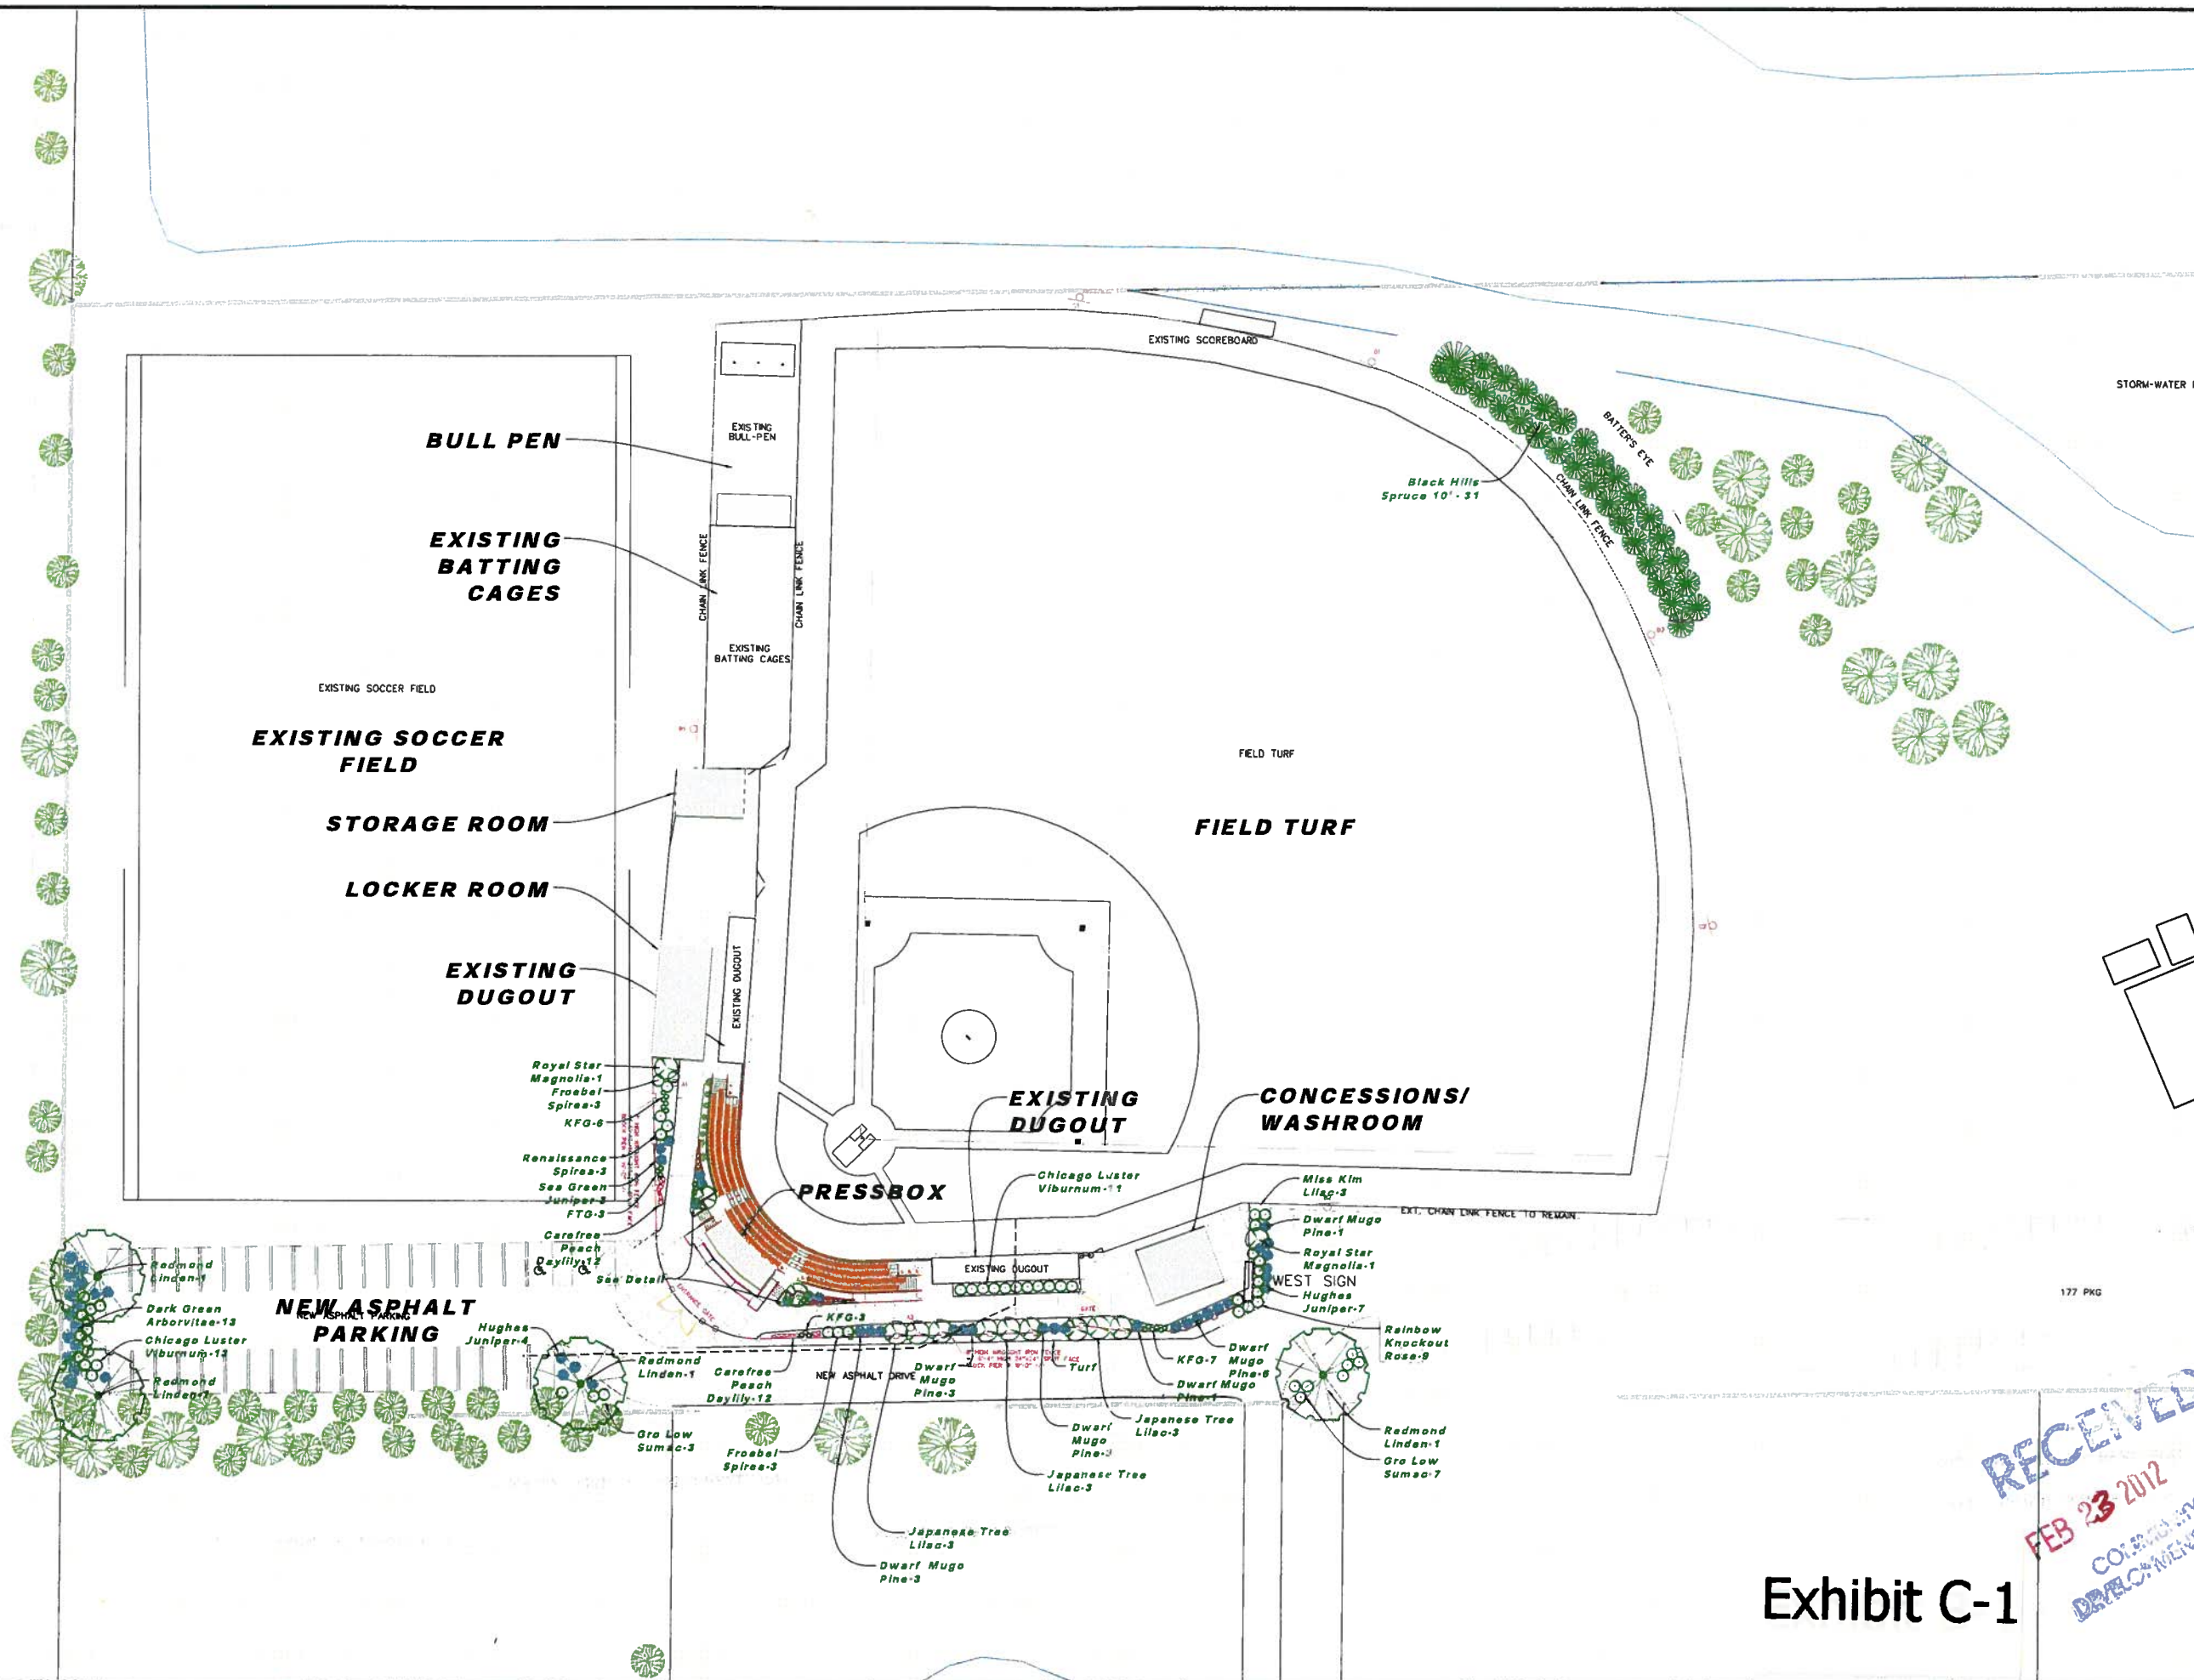 EXISTING SCOREBOARD
STORM-WATER
BATTER'S EYE
CHAIN LINK FENCE
Black Hills
Spruce 10' - 31
BULL PEN
EXISTING
BULL-PEN
EXISTING
BATTING
CAGES
CHAIN LINK FENCE
CHAIN LINK FENCE
EXISTING
BATTING CAGES
EXISTING SOCCER FIELD
EXISTING SOCCER
FIELD
FIELD TURF
FIELD TURF
STORAGE ROOM
LOCKER ROOM
EXISTING
DUGOUT
EXISTING DUGOUT
Royal Star
Magnolia-1
Froebel
Spirea-3
KFG-6
Renaissance
Spirea-3
Sea Green
Juniper-3
FTG-3
Carefree
Peach
Daylily-12
See Detail
EXISTING
DUGOUT
CONCESSIONS/
WASHROOM
PRESSBOX
Chicago Luster
Viburnum-11
Miss Kim
Lilac-3
EXT. CHAIN LINK FENCE TO REMAIN.
Dwarf Mugo
Pine-1
Royal Star
Magnolia-1
WEST SIGN
Hughes
Juniper-7
Rainbow
Knockout
Rose-9
EXISTING DUGOUT
177 PKG
Redmond
Linden-1
Dark Green
Arborvitae-13
Chicago Luster
Viburnum-13
Redmond
Linden-1
NEW ASPHALT
PARKING
NEW ASPHALT PARKING
Hughes
Juniper-4
Redmond
Linden-1
Gro Low
Sumac-3
ENTRANCE GATE
GATE
KFG-3
Carefree
Peach
Daylily-12
NEW ASPHALT DRIVE
Dwarf
Mugo
Pine-3
Turf
KFG-7
Dwarf
Mugo
Pine-6
Dwarf Mugo
Pine-1
Froebel
Spirea-3
Dwarf
Mugo
Pine-3
Japanese Tree
Lilac-3
Japanese Tree
Lilac-3
Redmond
Linden-1
Gro Low
Sumac-7
Japanese Tree
Lilac-3
Dwarf Mugo
Pine-3
RECEIVED
FEB 23 2012
COMMUNITY
DEVELOPMENT
Exhibit C-1